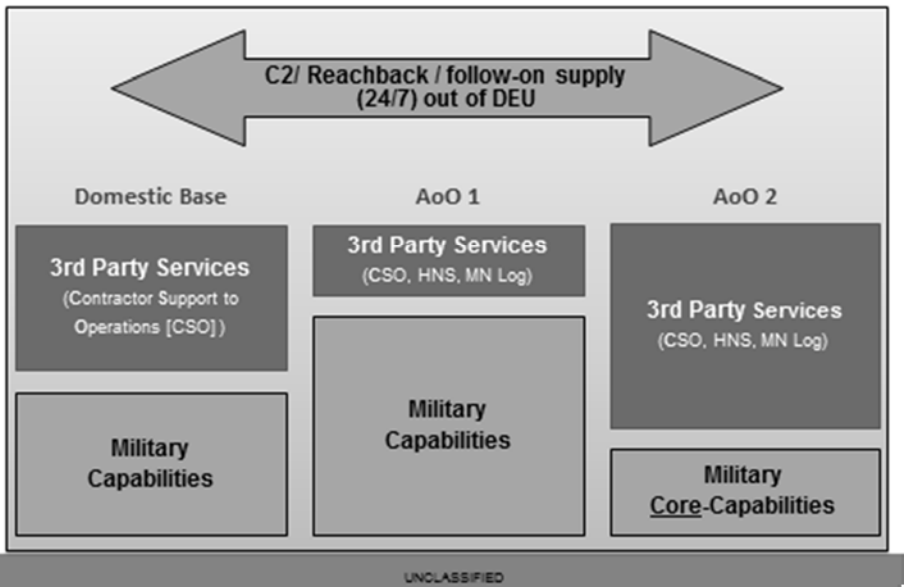 C2/ Reachback / follow-on supply
(24/7) out of DEU
Domestic Base
AoO 1
AoO 2
3rd Party Services
(Contractor Support to
Operations [CSO] )
Military
Capabilities
3rd Party Services
(CSO, HNS, MN Log)
Military
Capabilities
3rd Party Services
(CSO, HNS, MN Log)
Military
Core-Capabilities
UNCLASSIFIED